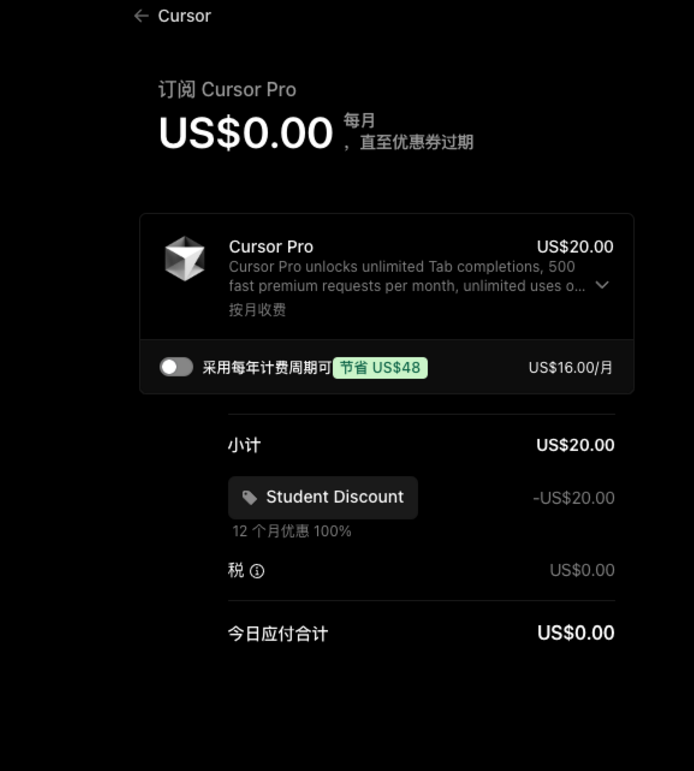 Cursor
订阅 Cursor Pro
US$0.00 每月
，直至优惠券过期
Cursor Pro US$20.00
Cursor Pro unlocks unlimited Tab completions, 500
fast premium requests per month, unlimited uses o...
按月收费
采用每年计费周期可 节省 US$48 US$16.00/月
小计 US$20.00
Student Discount -US$20.00
12 个月优惠 100%
税 US$0.00
今日应付合计 US$0.00